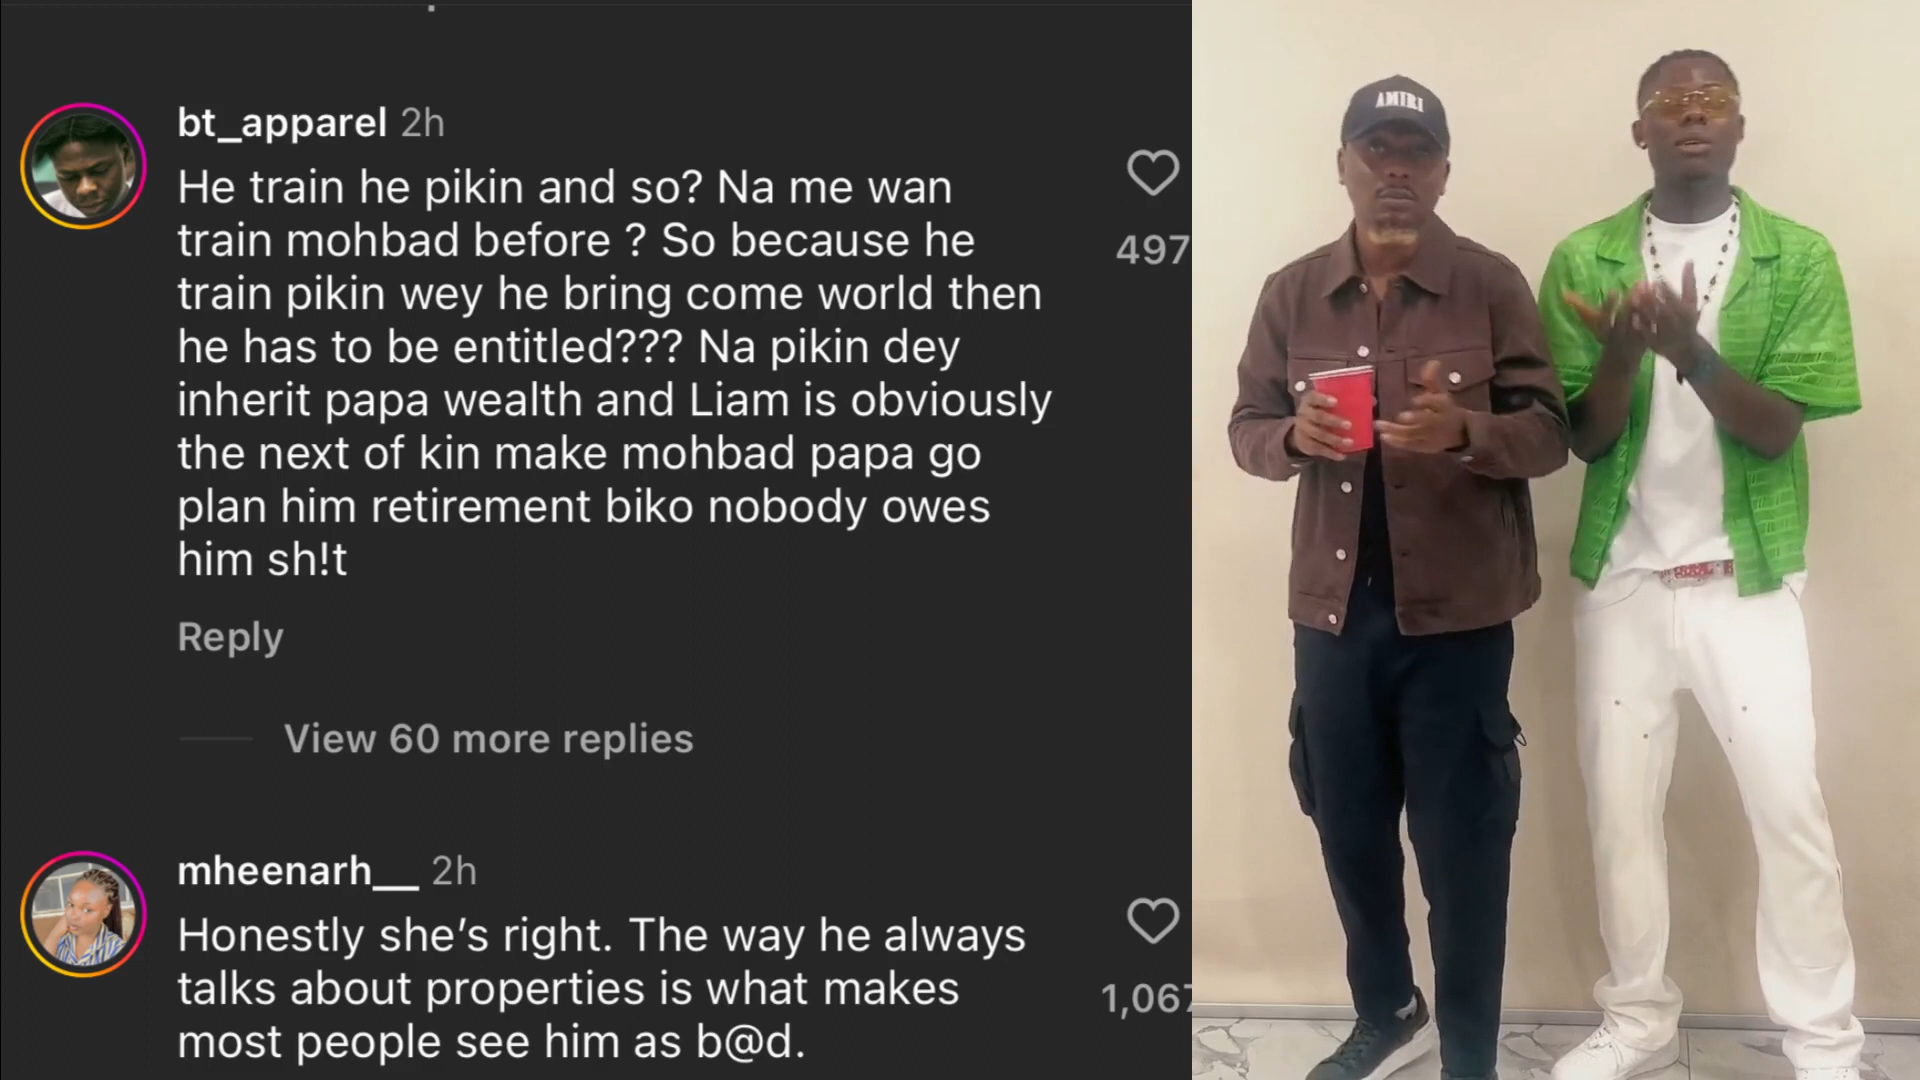 bt_apparel 2h
He train he pikin and so? Na me wan
train mohbad before ? So because he
train pikin wey he bring come world then
he has to be entitled??? Na pikin dey
inherit papa wealth and Liam is obviously
the next of kin make mohbad papa go
plan him retirement biko nobody owes
him sh!t
497
Reply
View 60 more replies
mheenarh__ 2h
Honestly she’s right. The way he always
talks about properties is what makes
most people see him as b@d.
1,067
AMIRI